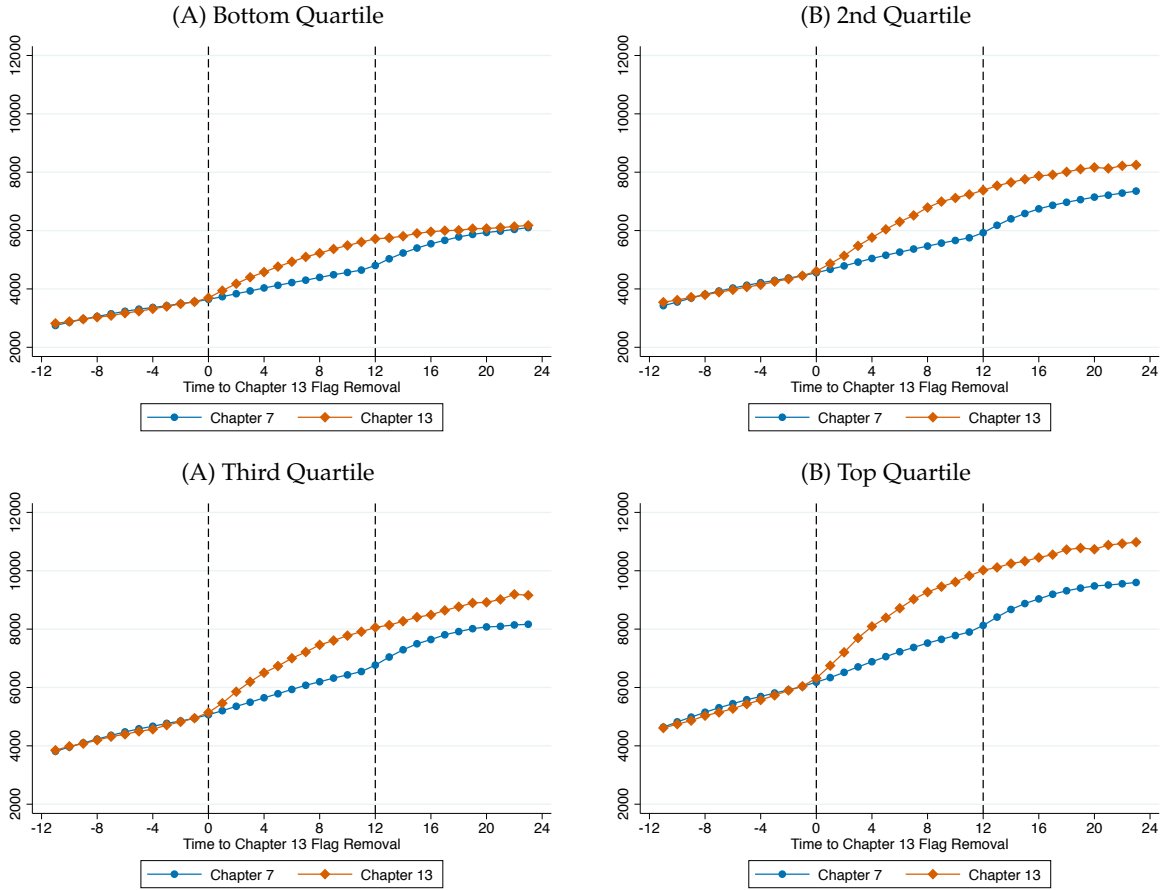 (A) Bottom Quartile
12000
10000
8000
6000
4000
2000
-12 -8 -4 0 4 8 12 16 20 24
Time to Chapter 13 Flag Removal
Chapter 7 Chapter 13
(B) 2nd Quartile
12000
10000
8000
6000
4000
2000
-12 -8 -4 0 4 8 12 16 20 24
Time to Chapter 13 Flag Removal
Chapter 7 Chapter 13
(A) Third Quartile
12000
10000
8000
6000
4000
2000
-12 -8 -4 0 4 8 12 16 20 24
Time to Chapter 13 Flag Removal
Chapter 7 Chapter 13
(B) Top Quartile
12000
10000
8000
6000
4000
2000
-12 -8 -4 0 4 8 12 16 20 24
Time to Chapter 13 Flag Removal
Chapter 7 Chapter 13